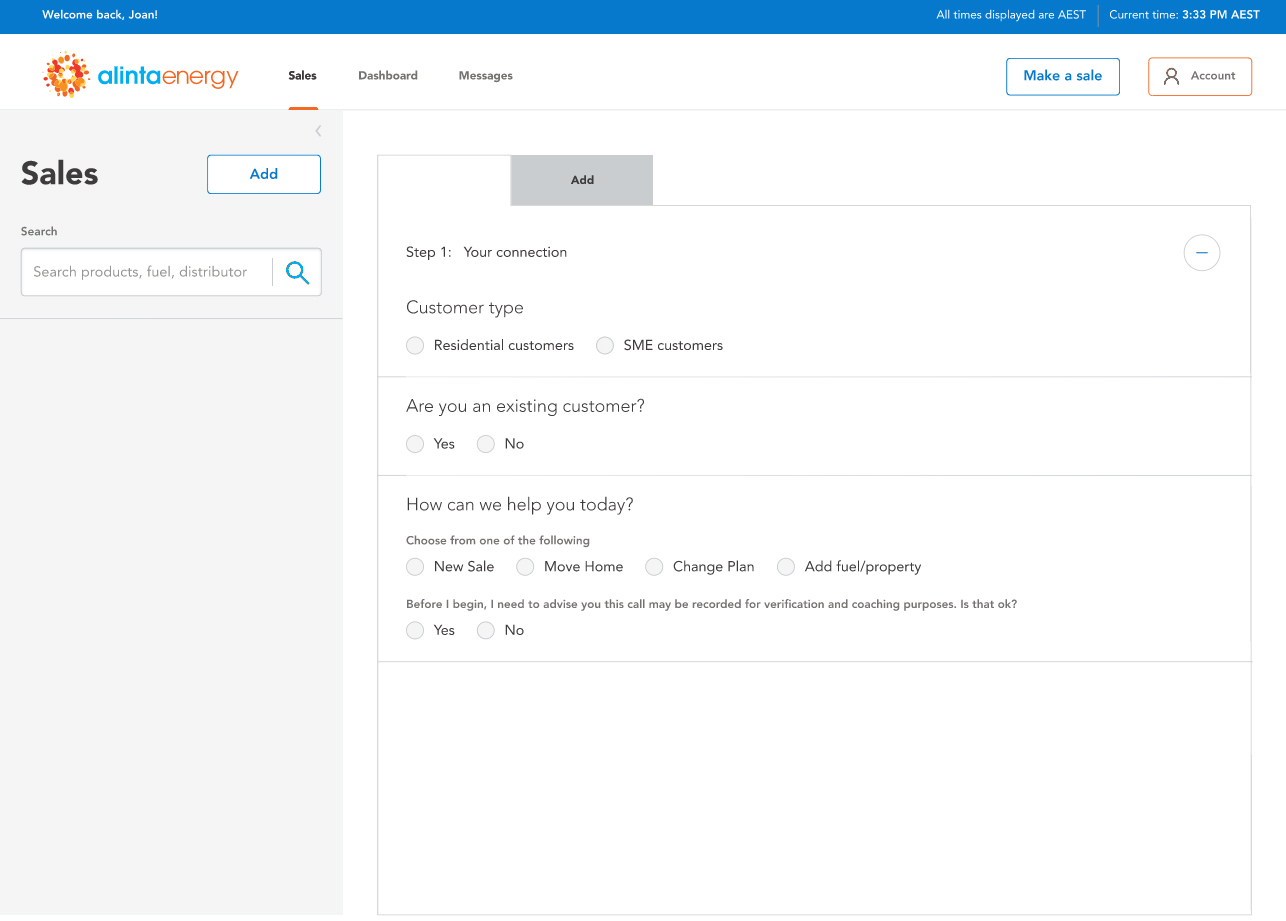 Welcome back, Joan!
All times displayed are AEST
Current time: 3:33 PM AEST
alintaenergy
Sales
Dashboard
Messages
Make a sale
Account
Sales
Add
Search
Search products, fuel, distributor
Add
Step 1: Your connection
Customer type
Residential customers
SME customers
Are you an existing customer?
Yes
No
How can we help you today?
Choose from one of the following
New Sale
Move Home
Change Plan
Add fuel/property
Before I begin, I need to advise you this call may be recorded for verification and coaching purposes. Is that ok?
Yes
No